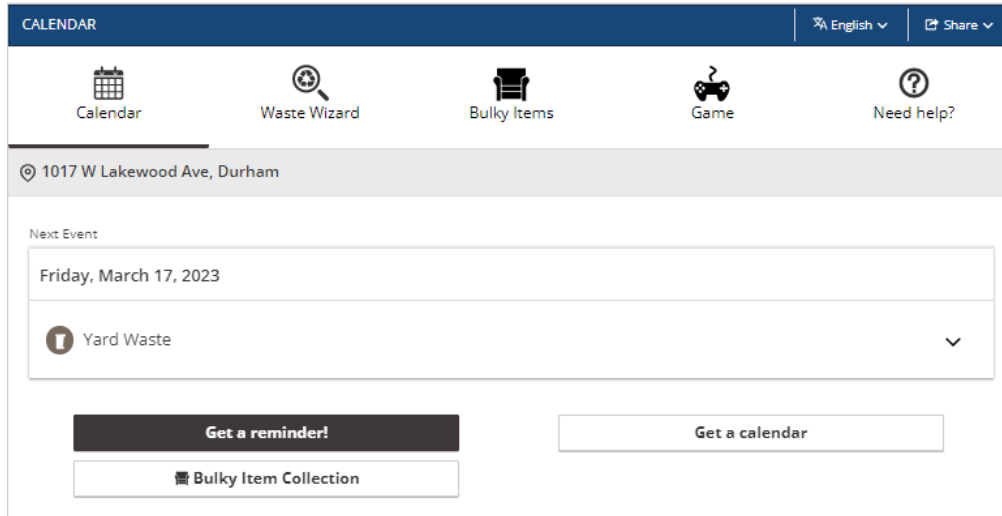 CALENDAR
English
Share
Calendar
Waste Wizard
Bulky Items
Game
Need help?
1017 W Lakewood Ave, Durham
Next Event
Friday, March 17, 2023
Yard Waste
Get a reminder!
Get a calendar
Bulky Item Collection